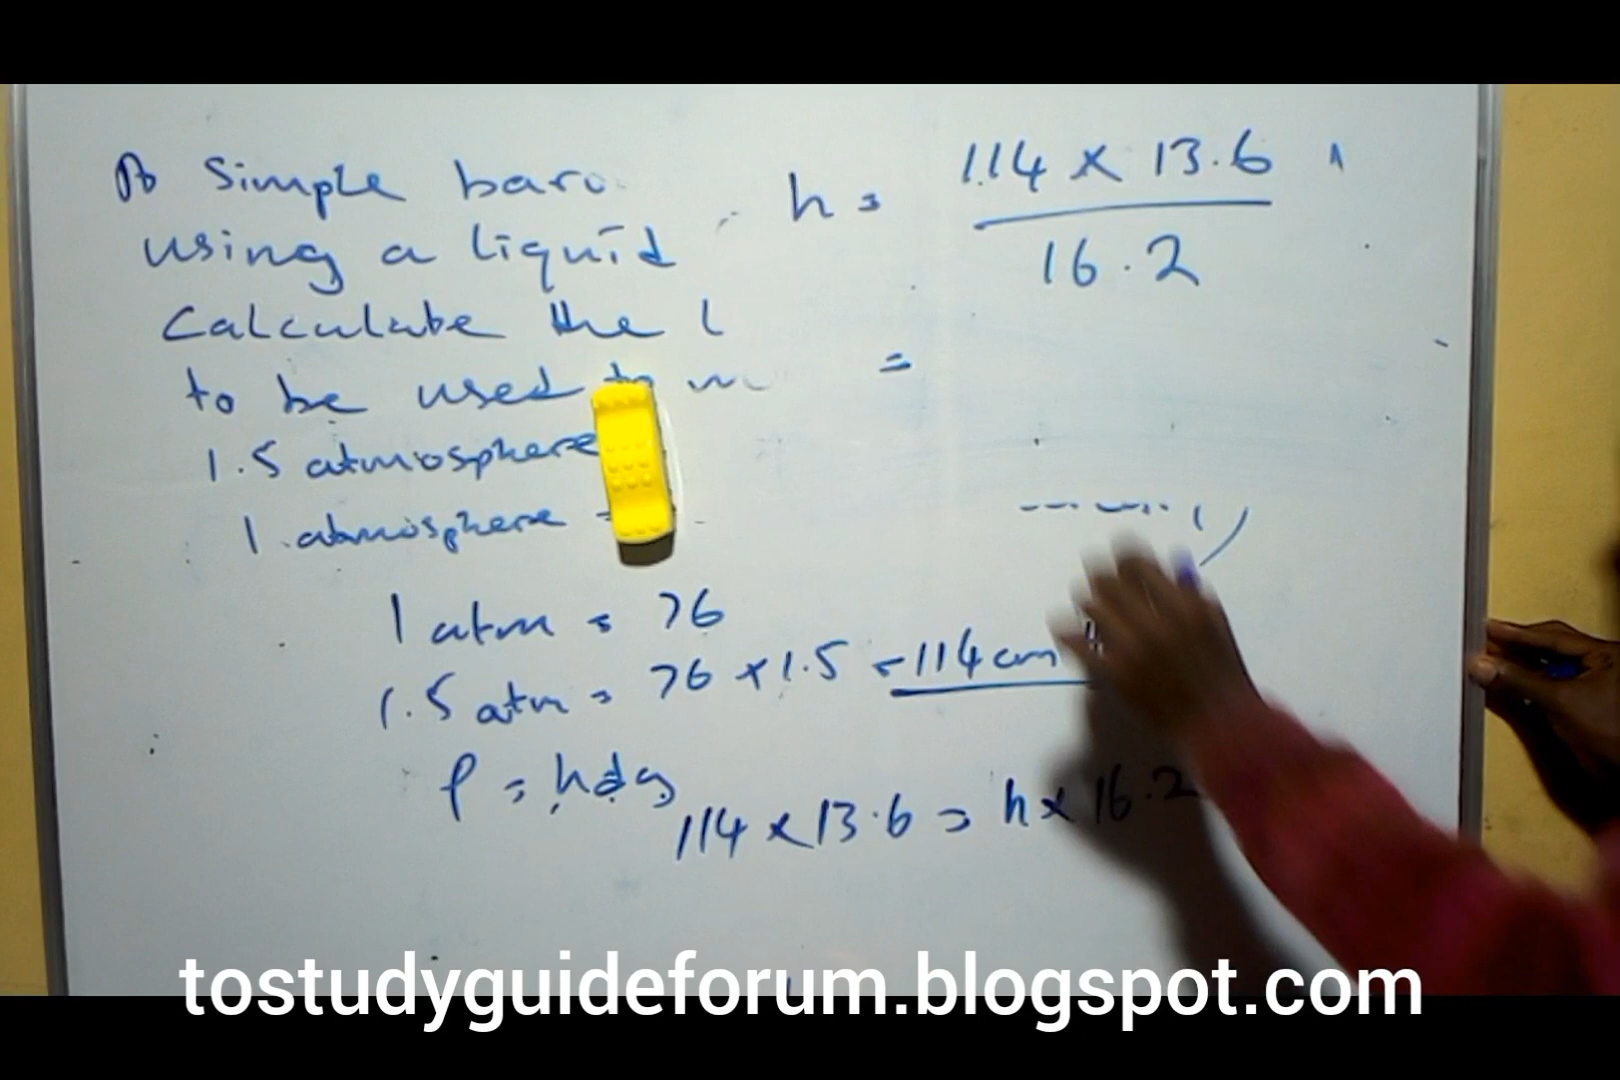 A simple baro
using a liquid
Calculate the l
to be used to m
1.5 atmosphere
1 atmosphere =
1 atm = 76
1.5 atm = 76 × 1.5 = 114 cm
P = hdg
114 × 13.6 = h × 16.2
h = 114 × 13.6
16.2
=
tostudyguideforum.blogspot.com